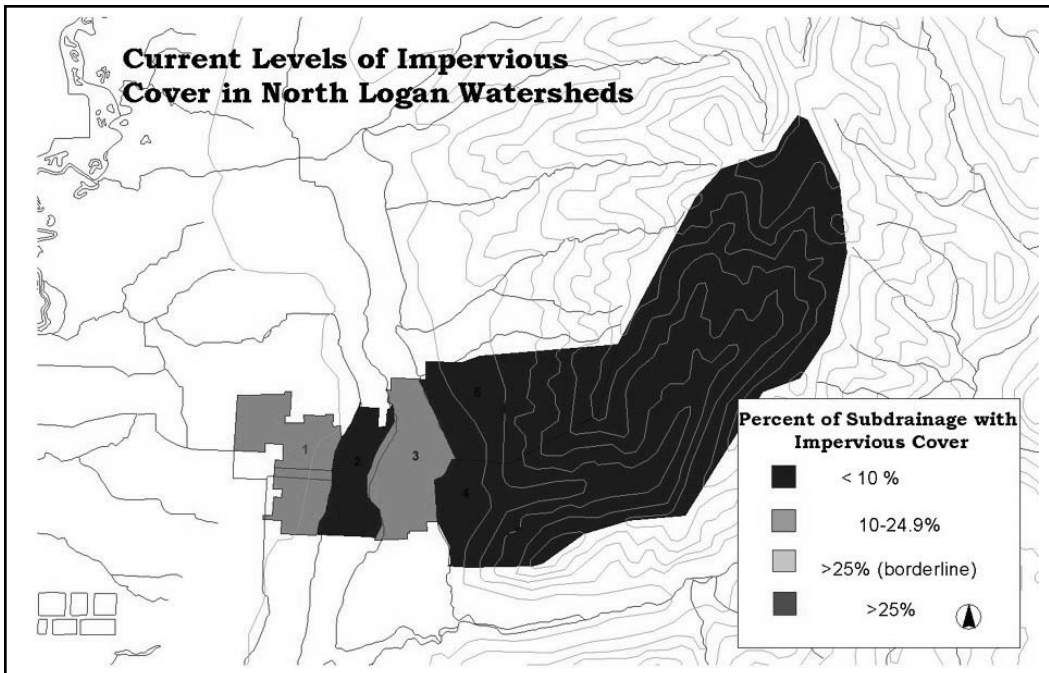 Current Levels of Impervious
Cover in North Logan Watersheds
5
1
2
3
4
Percent of Subdrainage with
Impervious Cover
< 10 %
10-24.9%
>25% (borderline)
>25%